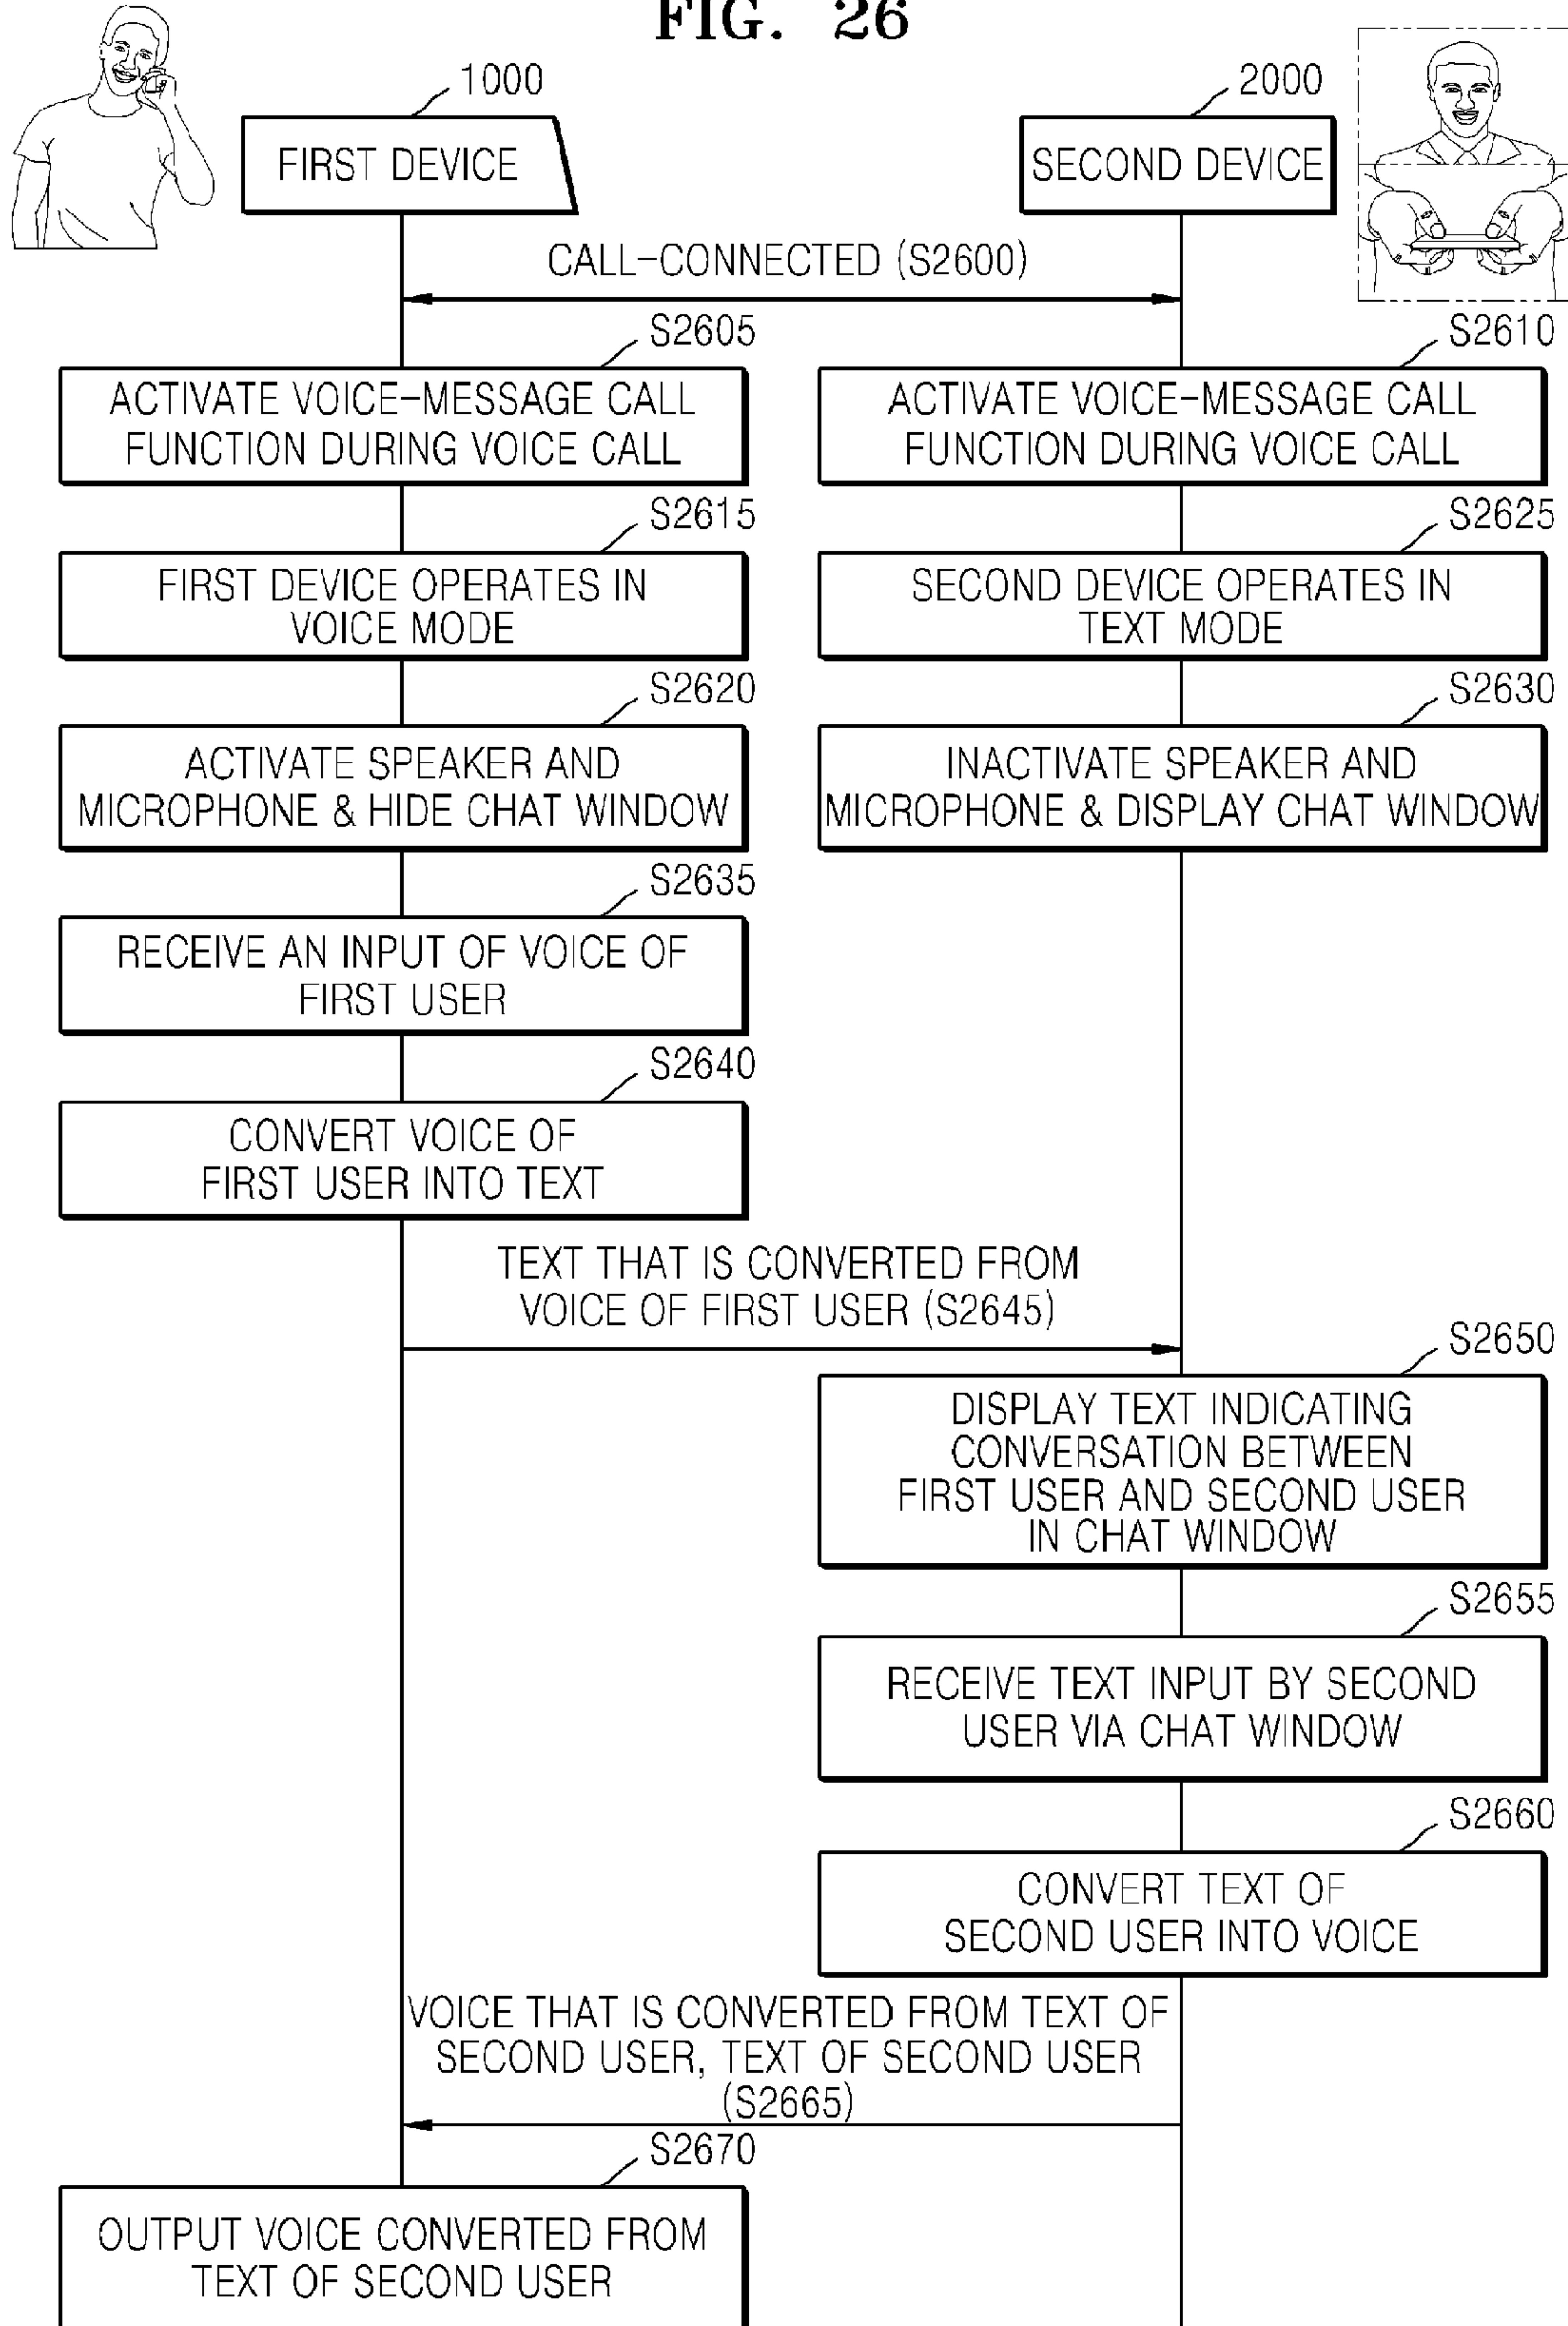 FIG. 26
1000
2000
FIRST DEVICE
SECOND DEVICE
CALL-CONNECTED (S2600)
S2605
ACTIVATE VOICE-MESSAGE CALL
FUNCTION DURING VOICE CALL
S2610
ACTIVATE VOICE-MESSAGE CALL
FUNCTION DURING VOICE CALL
S2615
FIRST DEVICE OPERATES IN
VOICE MODE
S2625
SECOND DEVICE OPERATES IN
TEXT MODE
S2620
ACTIVATE SPEAKER AND
MICROPHONE & HIDE CHAT WINDOW
S2630
INACTIVATE SPEAKER AND
MICROPHONE & DISPLAY CHAT WINDOW
S2635
RECEIVE AN INPUT OF VOICE OF
FIRST USER
S2640
CONVERT VOICE OF
FIRST USER INTO TEXT
TEXT THAT IS CONVERTED FROM
VOICE OF FIRST USER (S2645)
S2650
DISPLAY TEXT INDICATING
CONVERSATION BETWEEN
FIRST USER AND SECOND USER
IN CHAT WINDOW
S2655
RECEIVE TEXT INPUT BY SECOND
USER VIA CHAT WINDOW
S2660
CONVERT TEXT OF
SECOND USER INTO VOICE
VOICE THAT IS CONVERTED FROM TEXT OF
SECOND USER, TEXT OF SECOND USER
(S2665)
S2670
OUTPUT VOICE CONVERTED FROM
TEXT OF SECOND USER